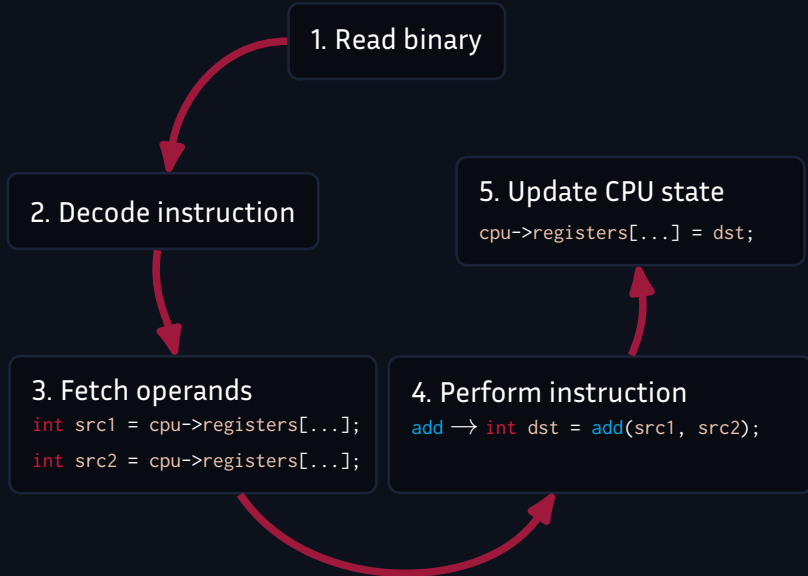 1. Read binary
2. Decode instruction
3. Fetch operands
int src1 = cpu->registers[...];
int src2 = cpu->registers[...];
4. Perform instruction
add → int dst = add(src1, src2);
5. Update CPU state
cpu->registers[...] = dst;